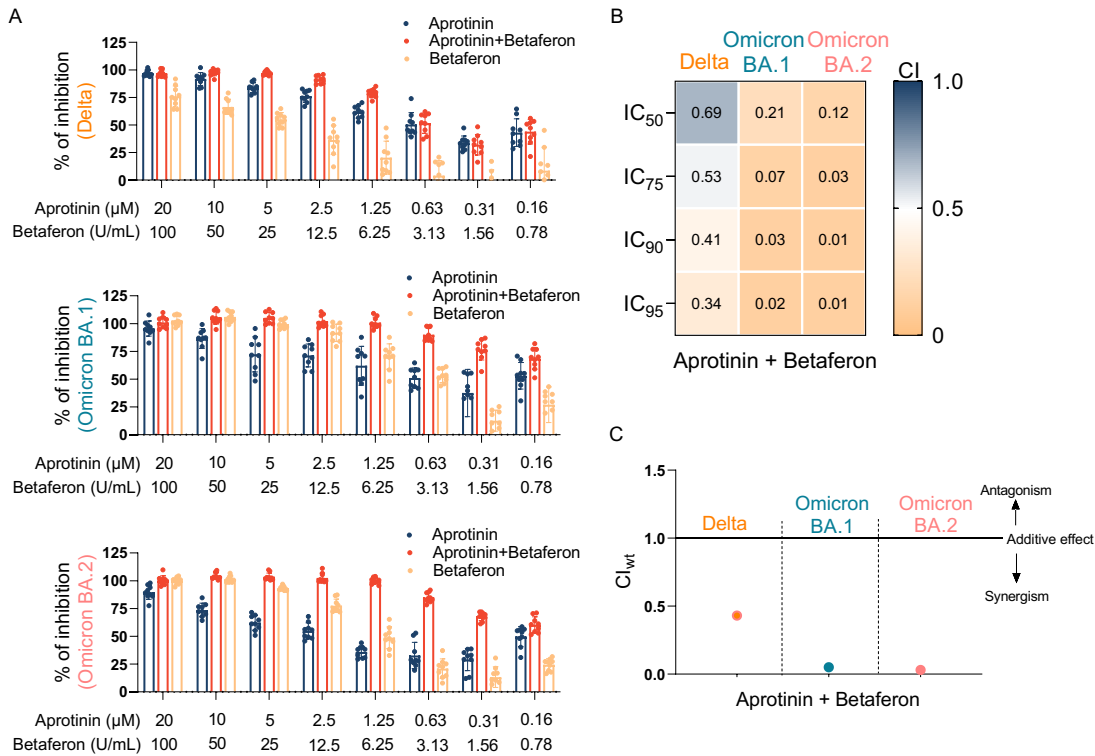 A
Aprotinin
Aprotinin+Betaferon
Betaferon
% of inhibition
(Delta)
125
100
75
50
25
0
Aprotinin (µM) 20 10 5 2.5 1.25 0.63 0.31 0.16
Betaferon (U/mL) 100 50 25 12.5 6.25 3.13 1.56 0.78
Aprotinin
Aprotinin+Betaferon
Betaferon
% of inhibition
(Omicron BA.1)
125
100
75
50
25
0
Aprotinin (µM) 20 10 5 2.5 1.25 0.63 0.31 0.16
Betaferon (U/mL) 100 50 25 12.5 6.25 3.13 1.56 0.78
Aprotinin
Aprotinin+Betaferon
Betaferon
% of inhibition
(Omicron BA.2)
125
100
75
50
25
0
Aprotinin (µM) 20 10 5 2.5 1.25 0.63 0.31 0.16
Betaferon (U/mL) 100 50 25 12.5 6.25 3.13 1.56 0.78
B
Delta
Omicron
BA.1
Omicron
BA.2
CI
1.0
0.5
0
IC50 0.69 0.21 0.12
IC75 0.53 0.07 0.03
IC90 0.41 0.03 0.01
IC95 0.34 0.02 0.01
Aprotinin + Betaferon
C
CIwt
1.5
1.0
0.5
0.0
Delta
Omicron
BA.1
Omicron
BA.2
Antagonism
Additive effect
Synergism
Aprotinin + Betaferon